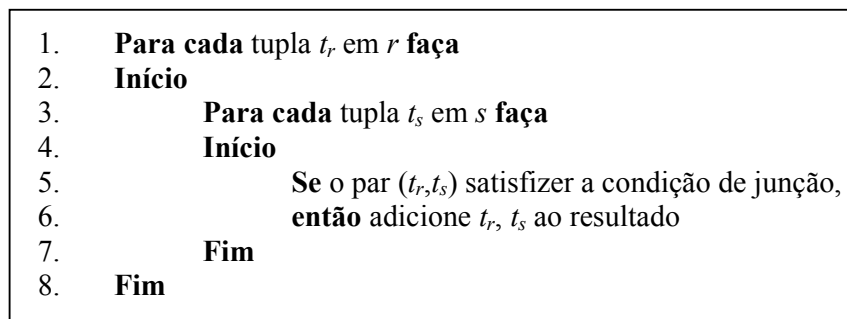 1. Para cada tupla tr em r faça
2. Início
3. Para cada tupla ts em s faça
4. Início
5. Se o par (tr,ts) satisfizer a condição de junção,
6. então adicione tr, ts ao resultado
7. Fim
8. Fim